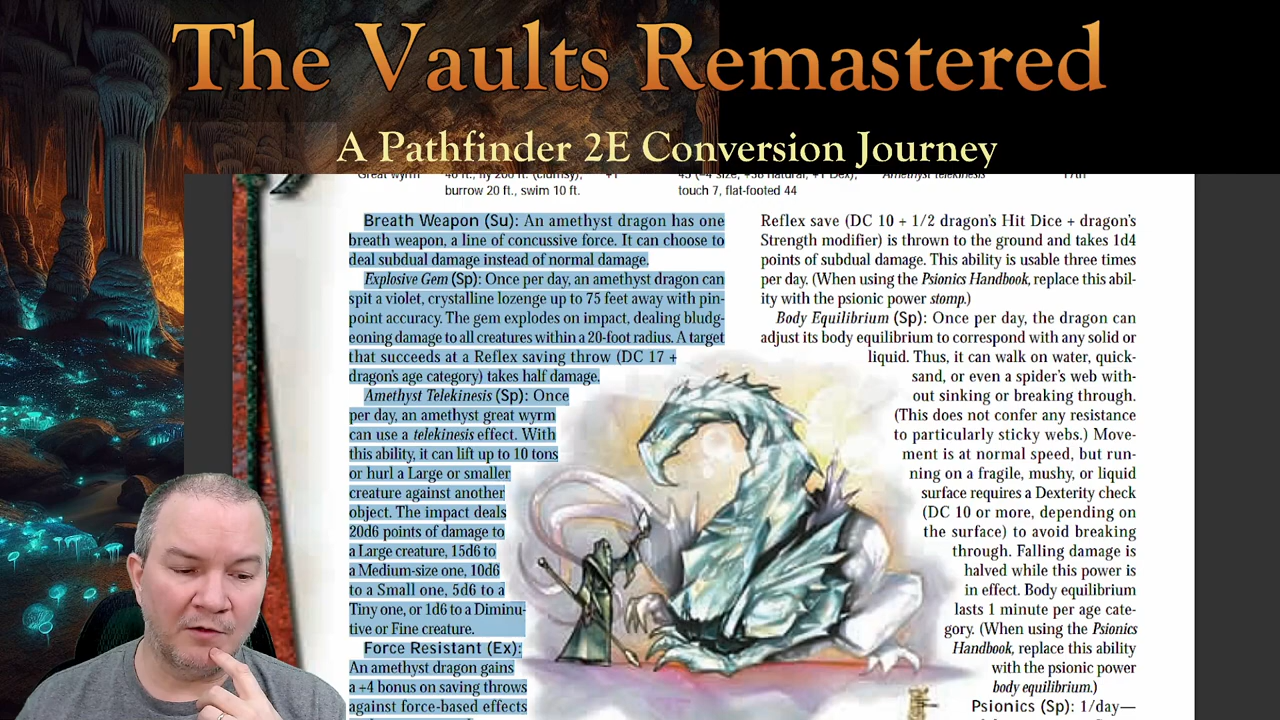 The Vaults Remastered
A Pathfinder 2E Conversion Journey
Great wyrm 40 ft., fly 200 ft. (clumsy), +1 Amethyst telekinesis 17th
burrow 20 ft., swim 10 ft. touch 7, flat-footed 44
Breath Weapon (Su): An amethyst dragon has one
breath weapon, a line of concussive force. It can choose to
deal subdual damage instead of normal damage.
Explosive Gem (Sp): Once per day, an amethyst dragon can
spit a violet, crystalline lozenge up to 75 feet away with pin-
point accuracy. The gem explodes on impact, dealing bludg-
eoning damage to all creatures within a 20-foot radius. A target
that succeeds at a Reflex saving throw (DC 17 +
dragon's age category) takes half damage.
Amethyst Telekinesis (Sp): Once
per day, an amethyst great wyrm
can use a telekinesis effect. With
this ability, it can lift up to 10 tons
or hurl a Large or smaller
creature against another
object. The impact deals
20d6 points of damage to
a Large creature, 15d6 to
a Medium-size one, 10d6
to a Small one, 5d6 to a
Tiny one, or 1d6 to a Diminu-
tive or Fine creature.
Force Resistant (Ex):
An amethyst dragon gains
a +4 bonus on saving throws
against force-based effects
Reflex save (DC 10 + 1/2 dragon's Hit Dice + dragon's
Strength modifier) is thrown to the ground and takes 1d4
points of subdual damage. This ability is usable three times
per day. (When using the Psionics Handbook, replace this abil-
ity with the psionic power stomp.)
Body Equilibrium (Sp): Once per day, the dragon can
adjust its body equilibrium to correspond with any solid or
liquid. Thus, it can walk on water, quick-
sand, or even a spider's web with-
out sinking or breaking through.
(This does not confer any resistance
to particularly sticky webs.) Move-
ment is at normal speed, but run-
ning on a fragile, mushy, or liquid
surface requires a Dexterity check
(DC 10 or more, depending on
the surface) to avoid breaking
through. Falling damage is
halved while this power is
in effect. Body equilibrium
lasts 1 minute per age cate-
gory. (When using the Psionics
Handbook, replace this ability
with the psionic power
body equilibrium.)
Psionics (Sp): 1/day—